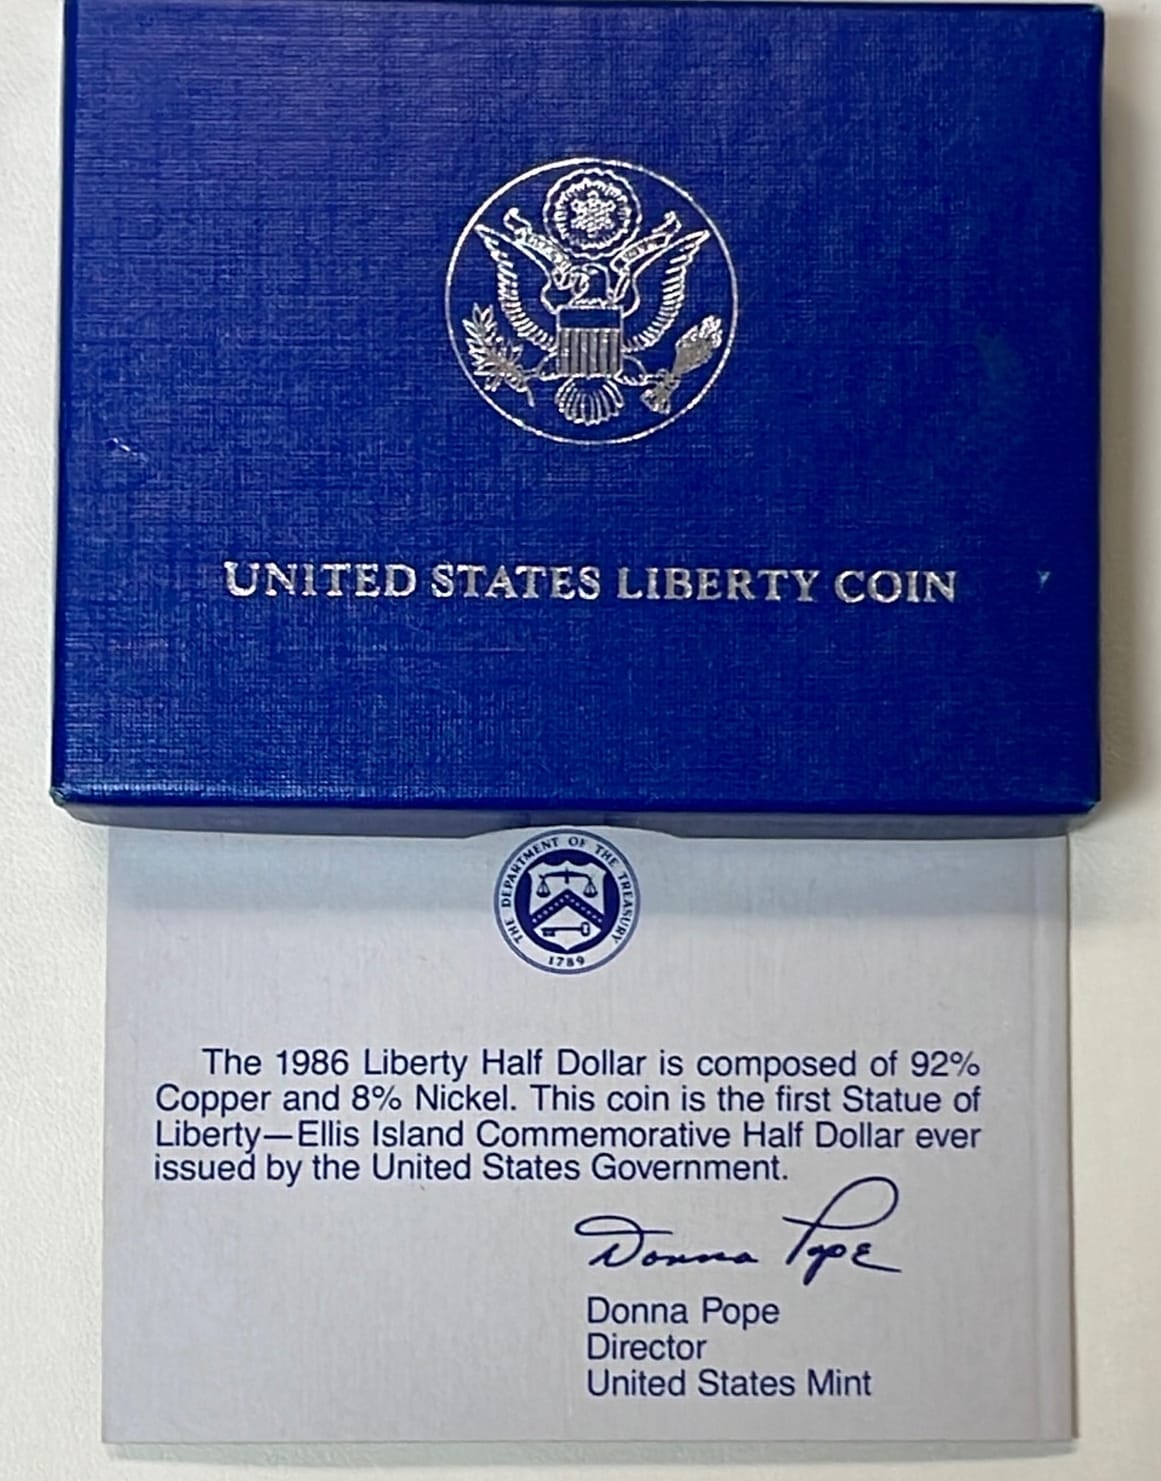 UNITED STATES LIBERTY COIN
THE DEPARTMENT OF THE TREASURY
1789
The 1986 Liberty Half Dollar is composed of 92%
Copper and 8% Nickel. This coin is the first Statue of
Liberty—Ellis Island Commemorative Half Dollar ever
issued by the United States Government.
Donna Pope
Donna Pope
Director
United States Mint